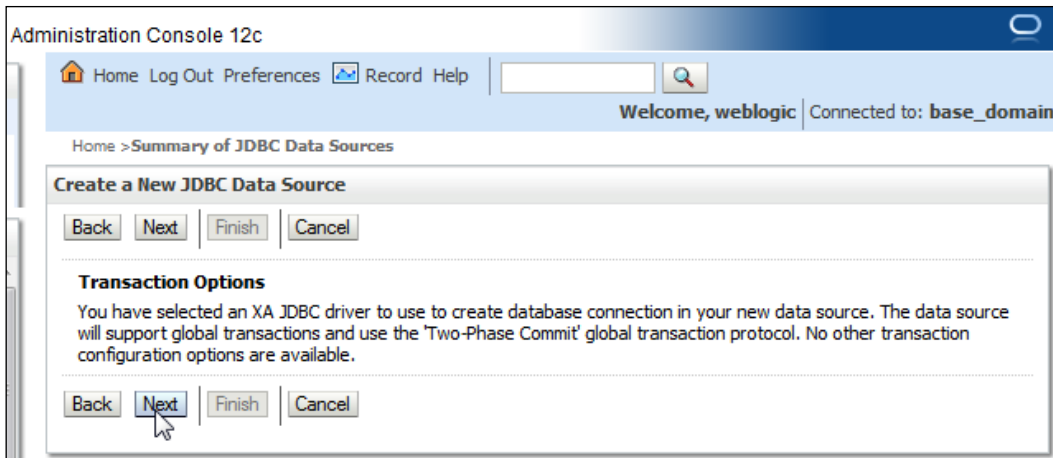 Administration Console 12c
Home Log Out Preferences Record Help
Welcome, weblogic Connected to: base_domain
Home >Summary of JDBC Data Sources
Create a New JDBC Data Source
Back Next Finish Cancel
Transaction Options
You have selected an XA JDBC driver to use to create database connection in your new data source. The data source
will support global transactions and use the 'Two-Phase Commit' global transaction protocol. No other transaction
configuration options are available.
Back Next Finish Cancel